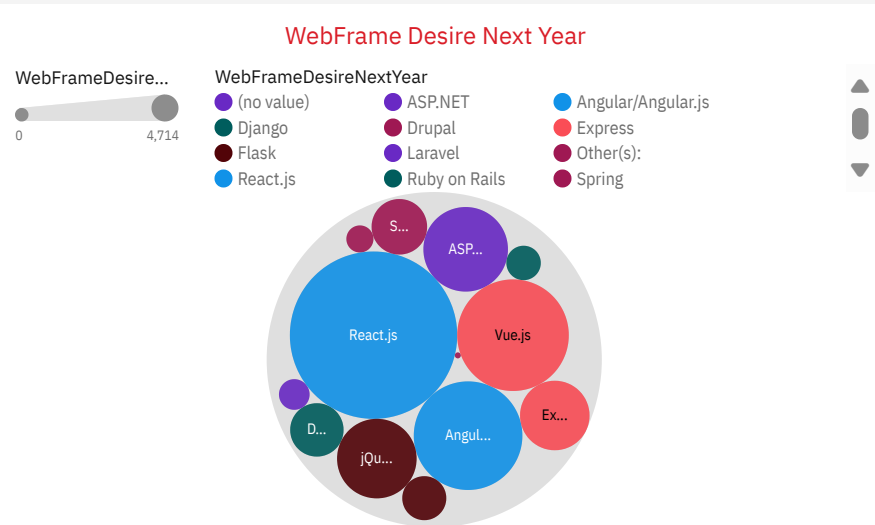 WebFrame Desire Next Year
WebFrameDesire...
0 4,714
WebFrameDesireNextYear
(no value) ASP.NET Angular/Angular.js
Django Drupal Express
Flask Laravel Other(s):
React.js Ruby on Rails Spring
S...
ASP...
React.js Vue.js
Ex...
D... Angul...
jQu...